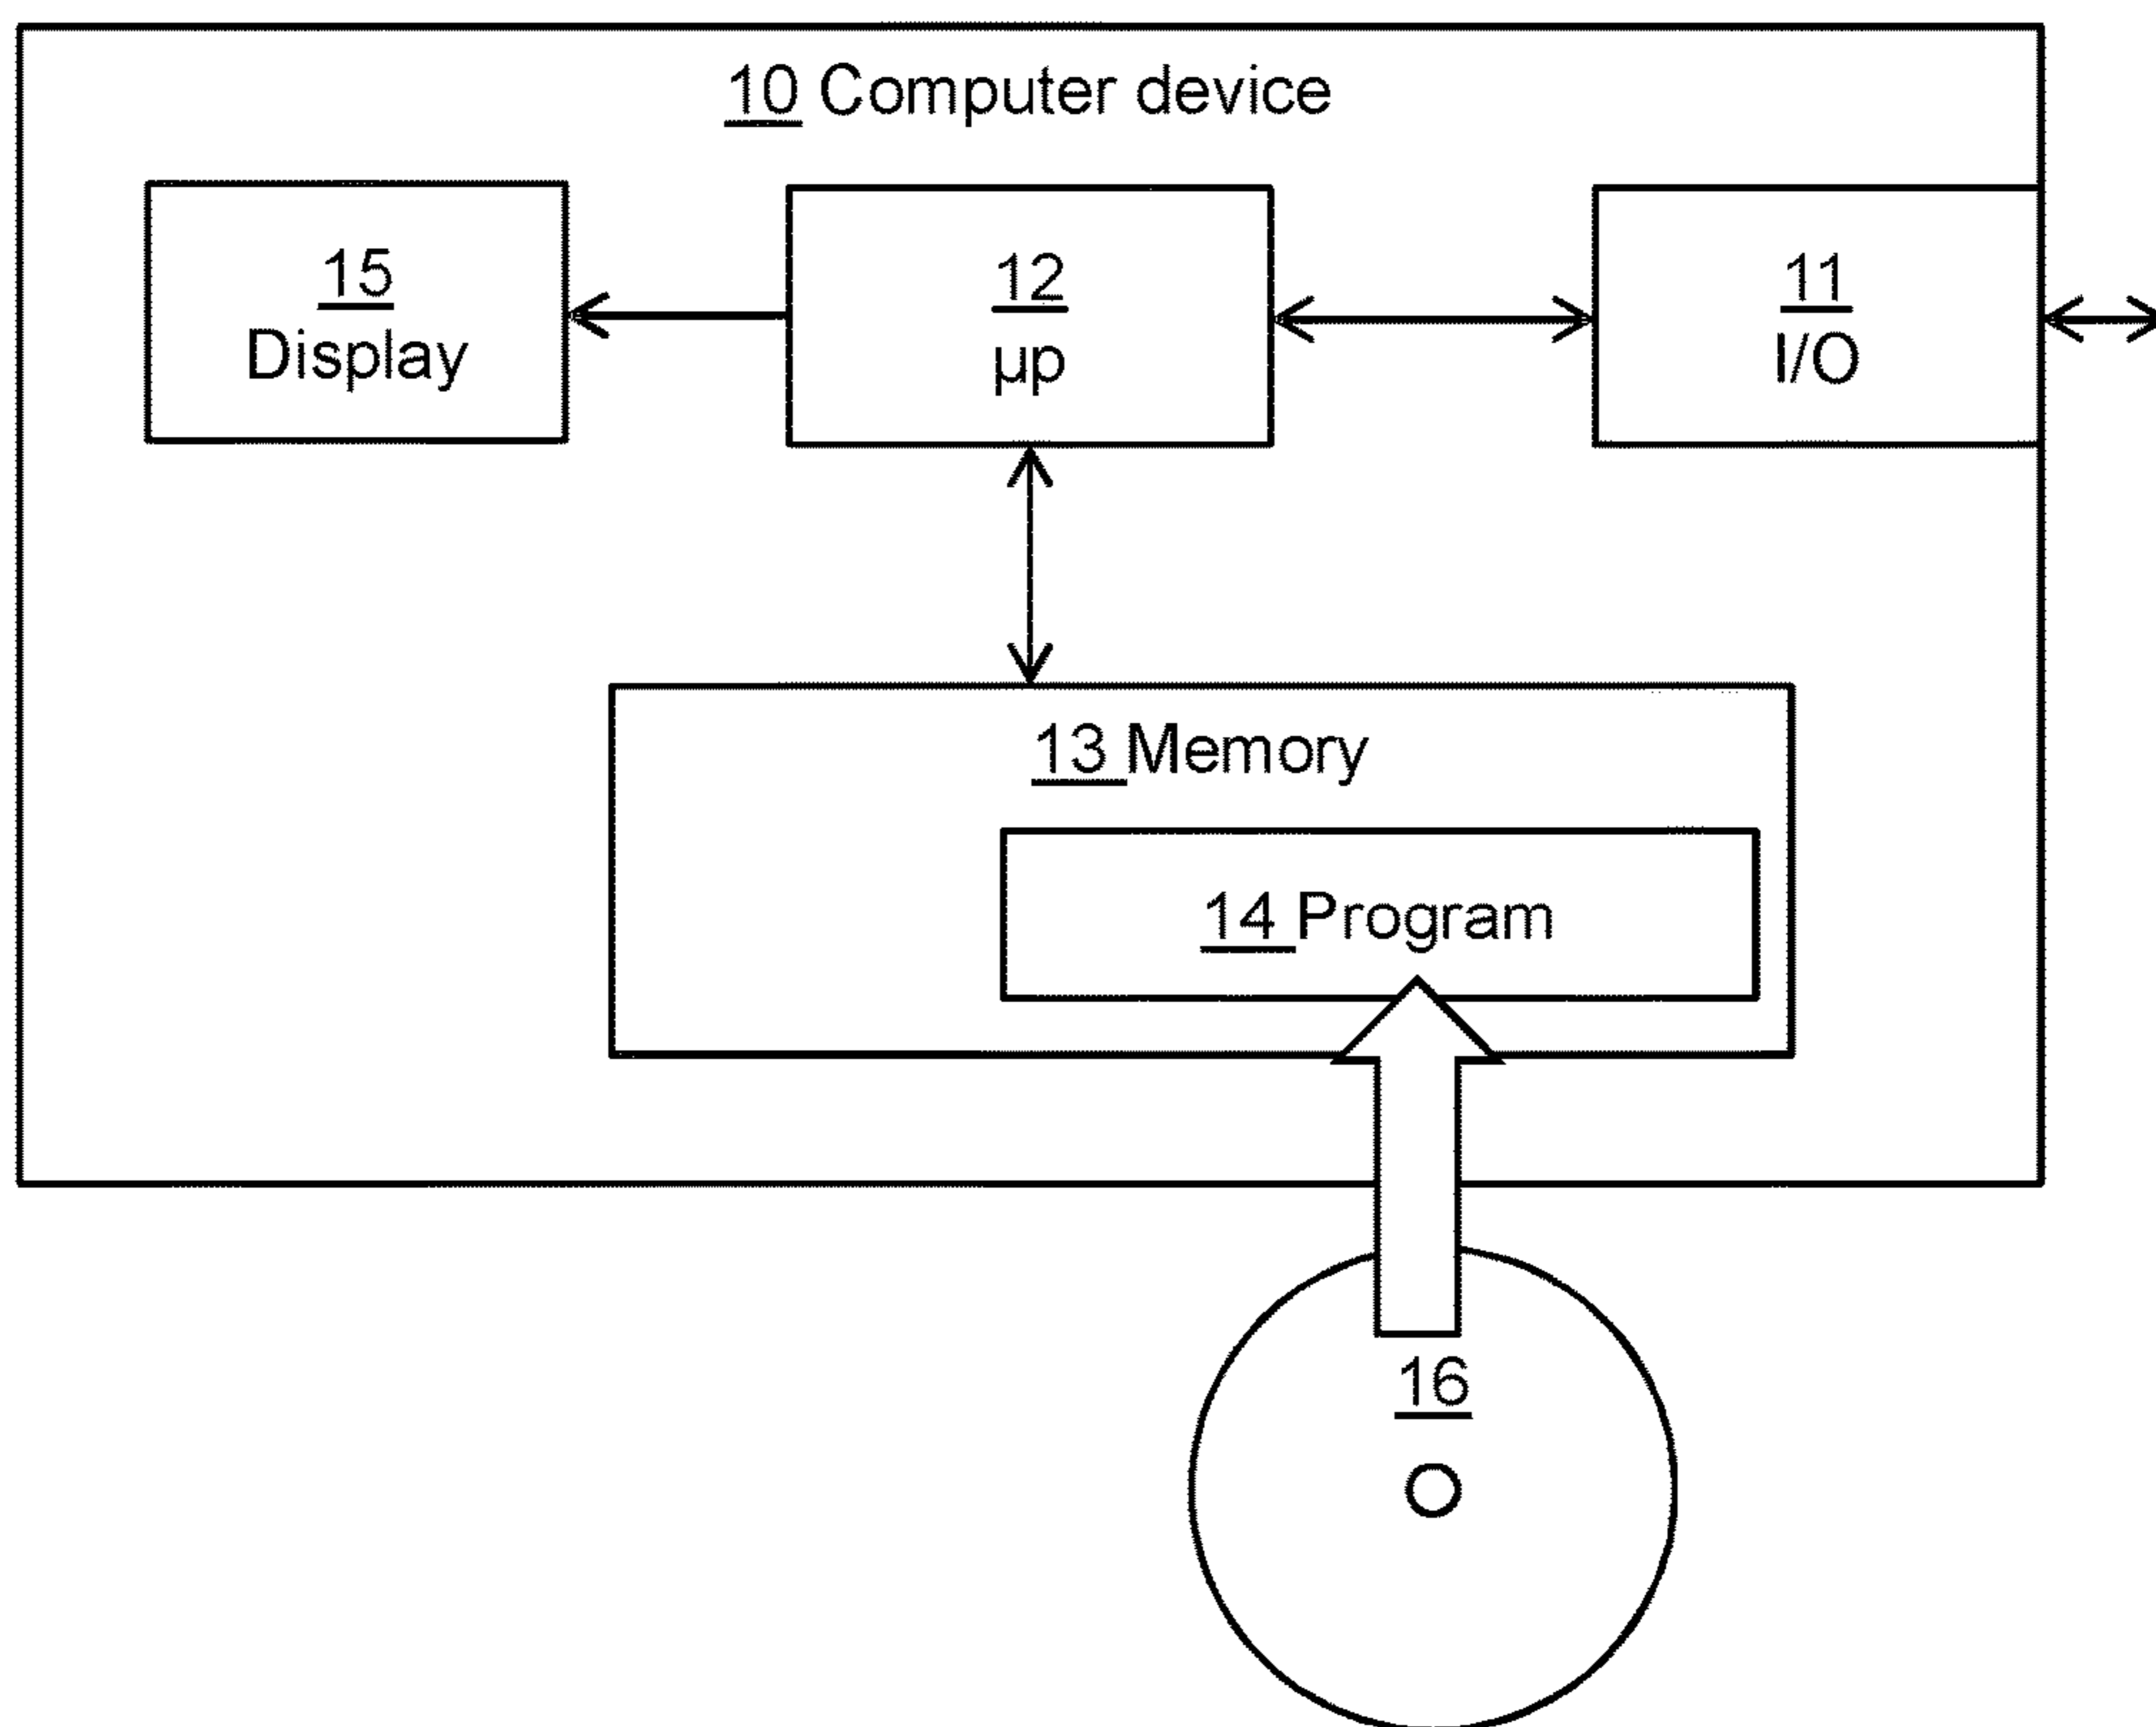 10 Computer device
15
Display
12
µp
11
I/O
13 Memory
14 Program
16